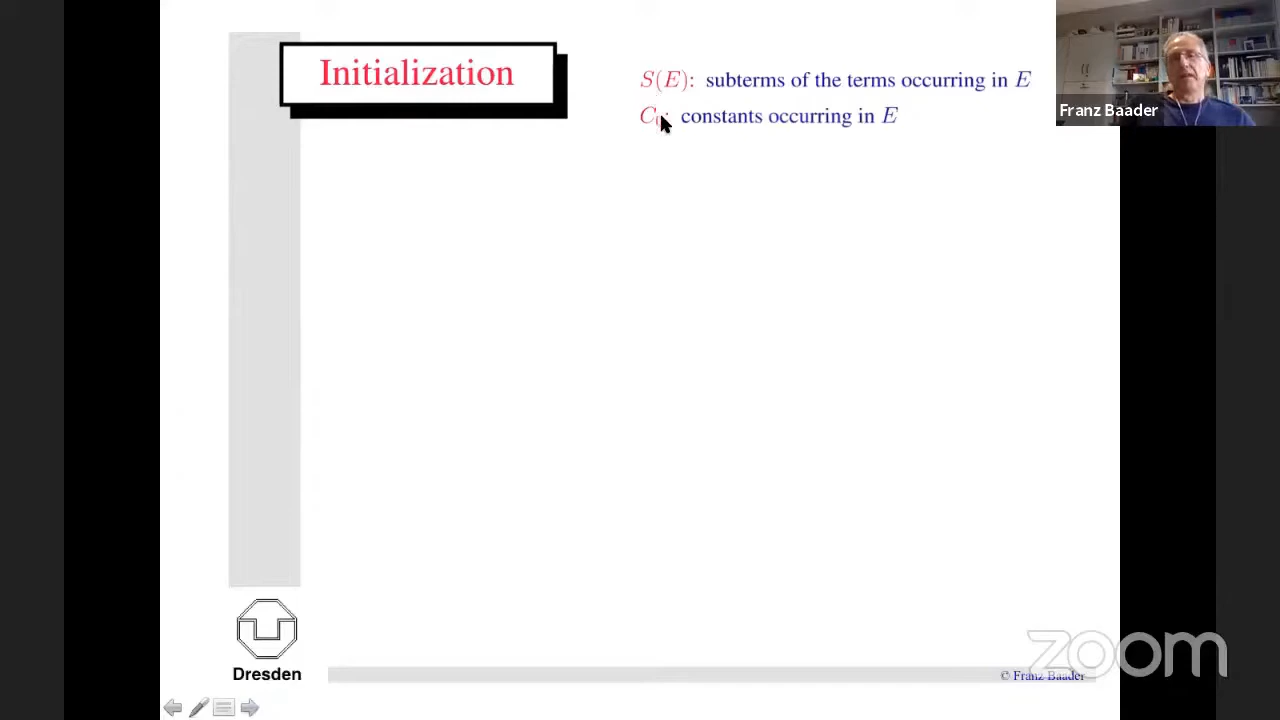 Initialization
S(E): subterms of the terms occurring in E
constants occurring in E
Franz Baader
Dresden
© Franz Baader
zoom